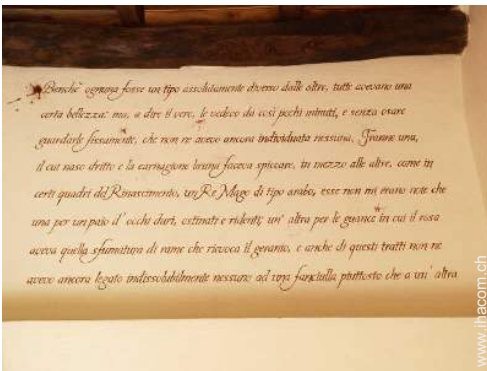 Benchè ognuna fosse un tipo assolutamente diverso dalle altre, tutte avevano una
certa bellezza: ma, a dire il vero, le vedevo da così pochi minuti, e senza osare
guardarle fissamente, che non ne avevo ancora individuata nessuna. Tranne una,
il cui naso dritto e la carnagione bruna faceva spiccare, in mezzo alle altre, come in
certi quadri del Rinascimento, un Re Mago di tipo arabo, esse non mi erano note che
una per un paio d'occhi duri, ostinati e ridenti; un'altra per le guance in cui il rosa
aveva quella sfumatura di rame che rievoca il geranio, e anche di questi tratti non ne
avevo ancora legato indissolubilmente nessuno ad una fanciulla piuttosto che a un'altra
www.ihacom.ch